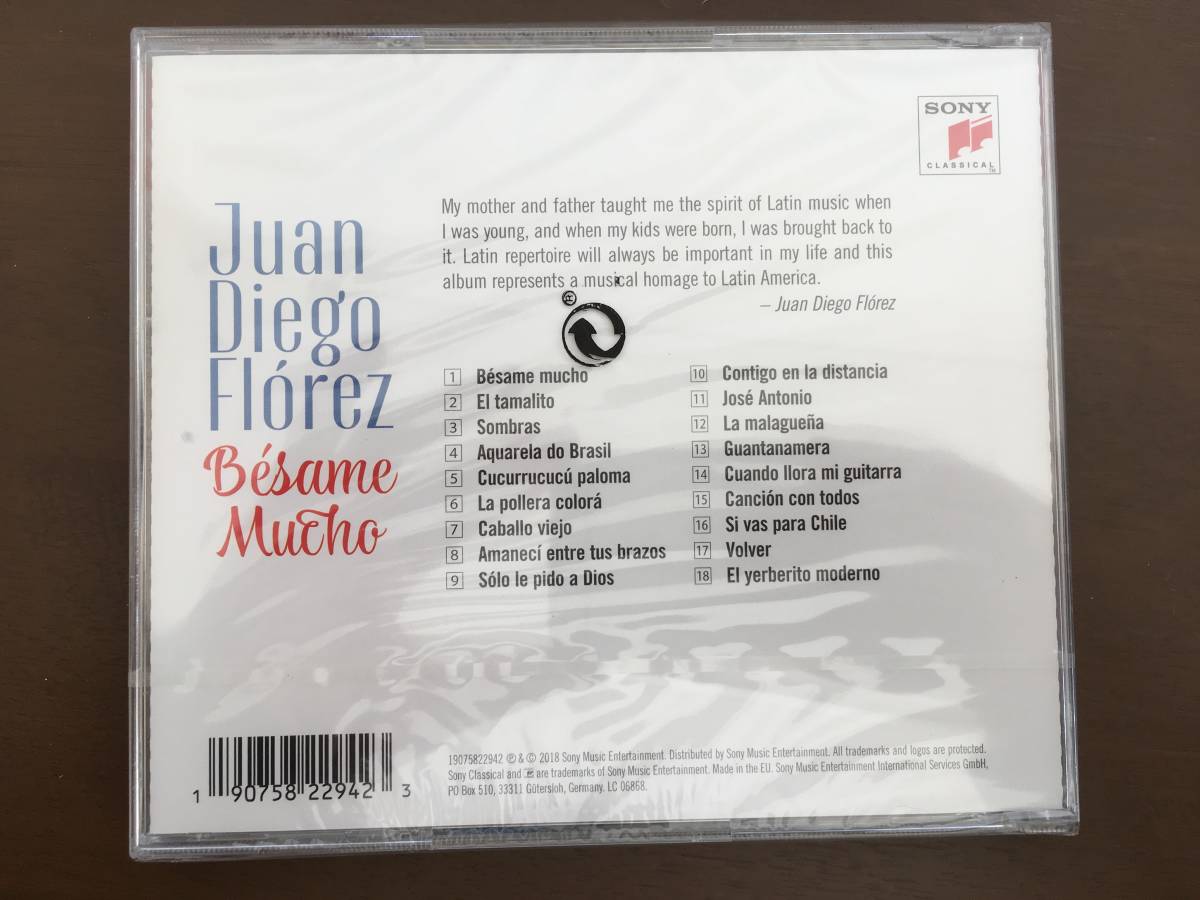 SONY
CLASSICAL
TM
Juan
Diego
Flórez
Bésame
Mucho
My mother and father taught me the spirit of Latin music when
I was young, and when my kids were born, I was brought back to
it. Latin repertoire will always be important in my life and this
album represents a musical homage to Latin America.
– Juan Diego Flórez
1 Bésame mucho
2 El tamalito
3 Sombras
4 Aquarela do Brasil
5 Cucurrucucú paloma
6 La pollera colorá
7 Caballo viejo
8 Amanecí entre tus brazos
9 Sólo le pido a Dios
10 Contigo en la distancia
11 José Antonio
12 La malagueña
13 Guantanamera
14 Cuando llora mi guitarra
15 Canción con todos
16 Si vas para Chile
17 Volver
18 El yerberito moderno
1 90758 22942 3
19075822942 ℗ & © 2018 Sony Music Entertainment. Distributed by Sony Music Entertainment. All trademarks and logos are protected.
Sony Classical and are trademarks of Sony Music Entertainment. Made in the EU. Sony Music Entertainment International Services GmbH,
PO Box 510, 33311 Gütersloh, Germany. LC 06868.